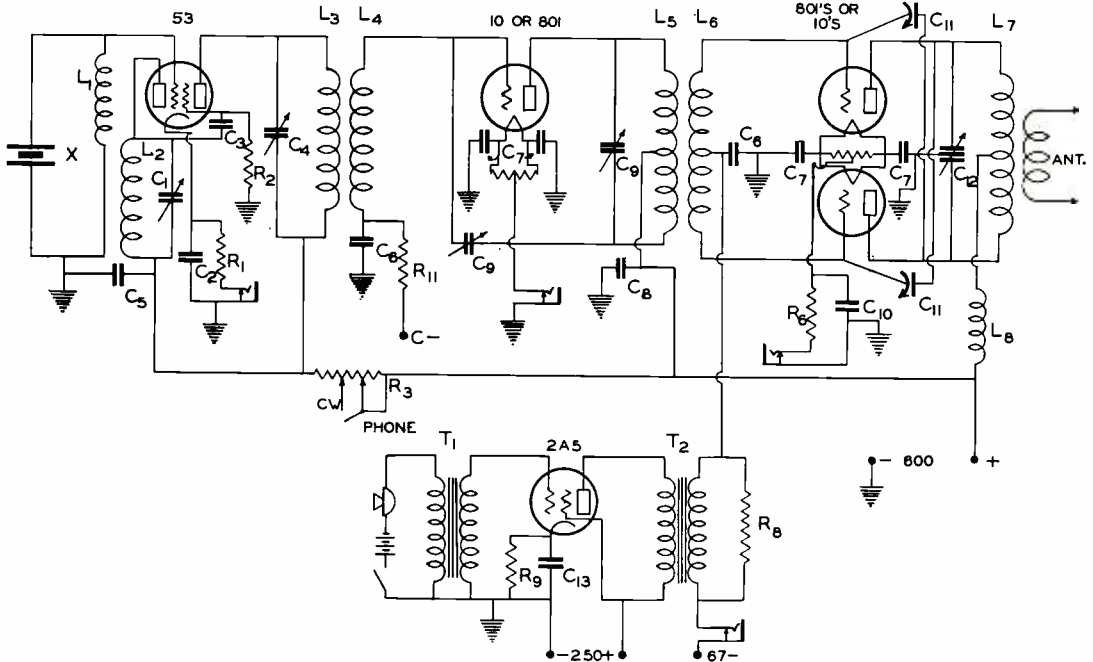 53
L3
L4
10 OR 801
L5
L6
801'S OR
10'S
C11
L7
L1
X
L2
C1
C3
R2
C4
C7
C9
C6
C7
C7
C12
ANT.
C5
C2
R1
C6
R11
C9
C8
R6
C10
C11
L8
C-
R3
CW
PHONE
T1
2A5
T2
- 600
+
R9
C13
R8
-250+
67-